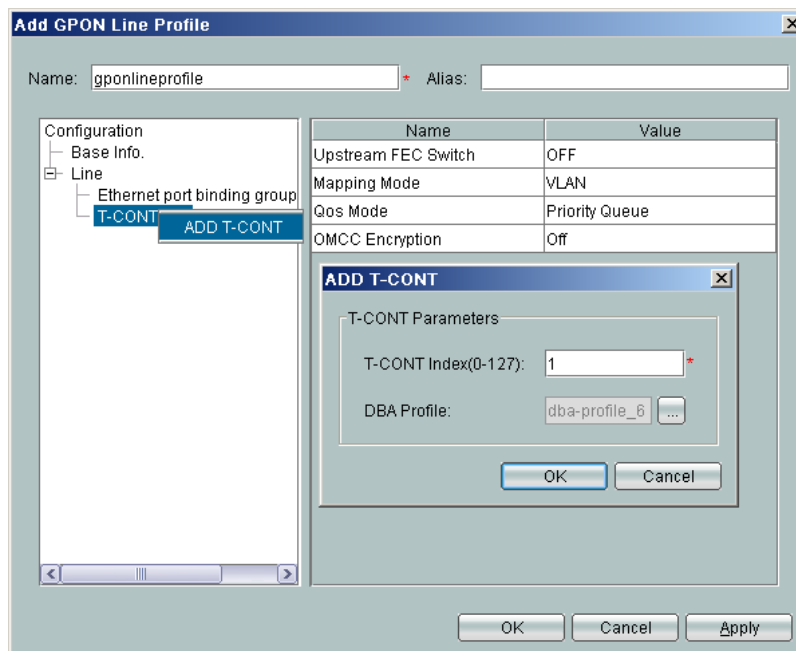 Add GPON Line Profile
Name: gponlineprofile * Alias:
Configuration
Base Info.
Line
Ethernet port binding group
T-CONT
ADD T-CONT
Name Value
Upstream FEC Switch OFF
Mapping Mode VLAN
Qos Mode Priority Queue
OMCC Encryption Off
ADD T-CONT
T-CONT Parameters
T-CONT Index(0-127): 1 *
DBA Profile: dba-profile_6 ...
OK Cancel
OK Cancel Apply